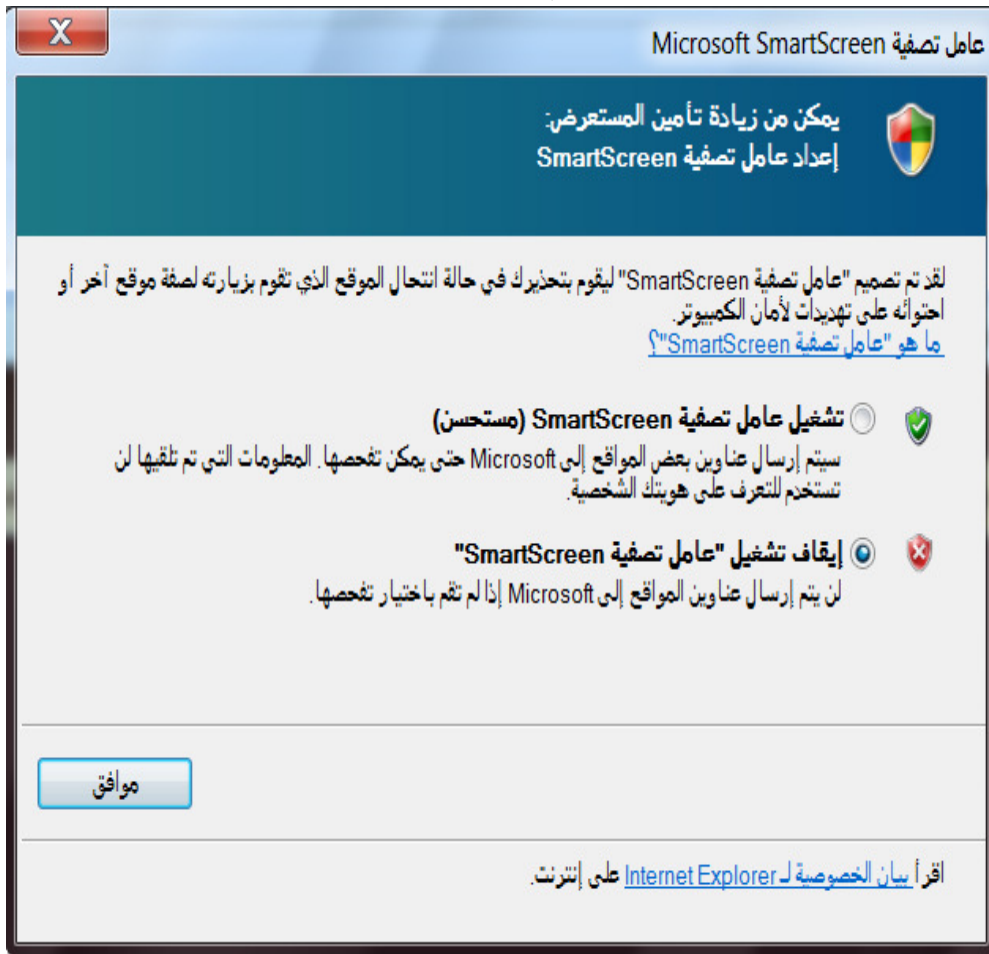 عامل تصفية Microsoft SmartScreen
X
يمكن من زيادة تأمين المستعرض:
إعداد عامل تصفية SmartScreen
لقد تم تصميم "عامل تصفية SmartScreen" ليقوم بتحذيرك في حالة انتحال الموقع الذي تقوم بزيارته لصفة موقع آخر أو
احتوائه على تهديدات لأمان الكمبيوتر.
ما هو "عامل تصفية SmartScreen"؟
تشغيل عامل تصفية SmartScreen (مستحسن)
سيتم إرسال عناوين بعض المواقع إلى Microsoft حتى يمكن تفحصها. المعلومات التي تم تلقيها لن
تستخدم للتعرف على هويتك الشخصية.
إيقاف تشغيل "عامل تصفية SmartScreen"
لن يتم إرسال عناوين المواقع إلى Microsoft إذا لم تقم باختيار تفحصها.
موافق
اقرأ بيان الخصوصية لـ Internet Explorer على إنترنت.